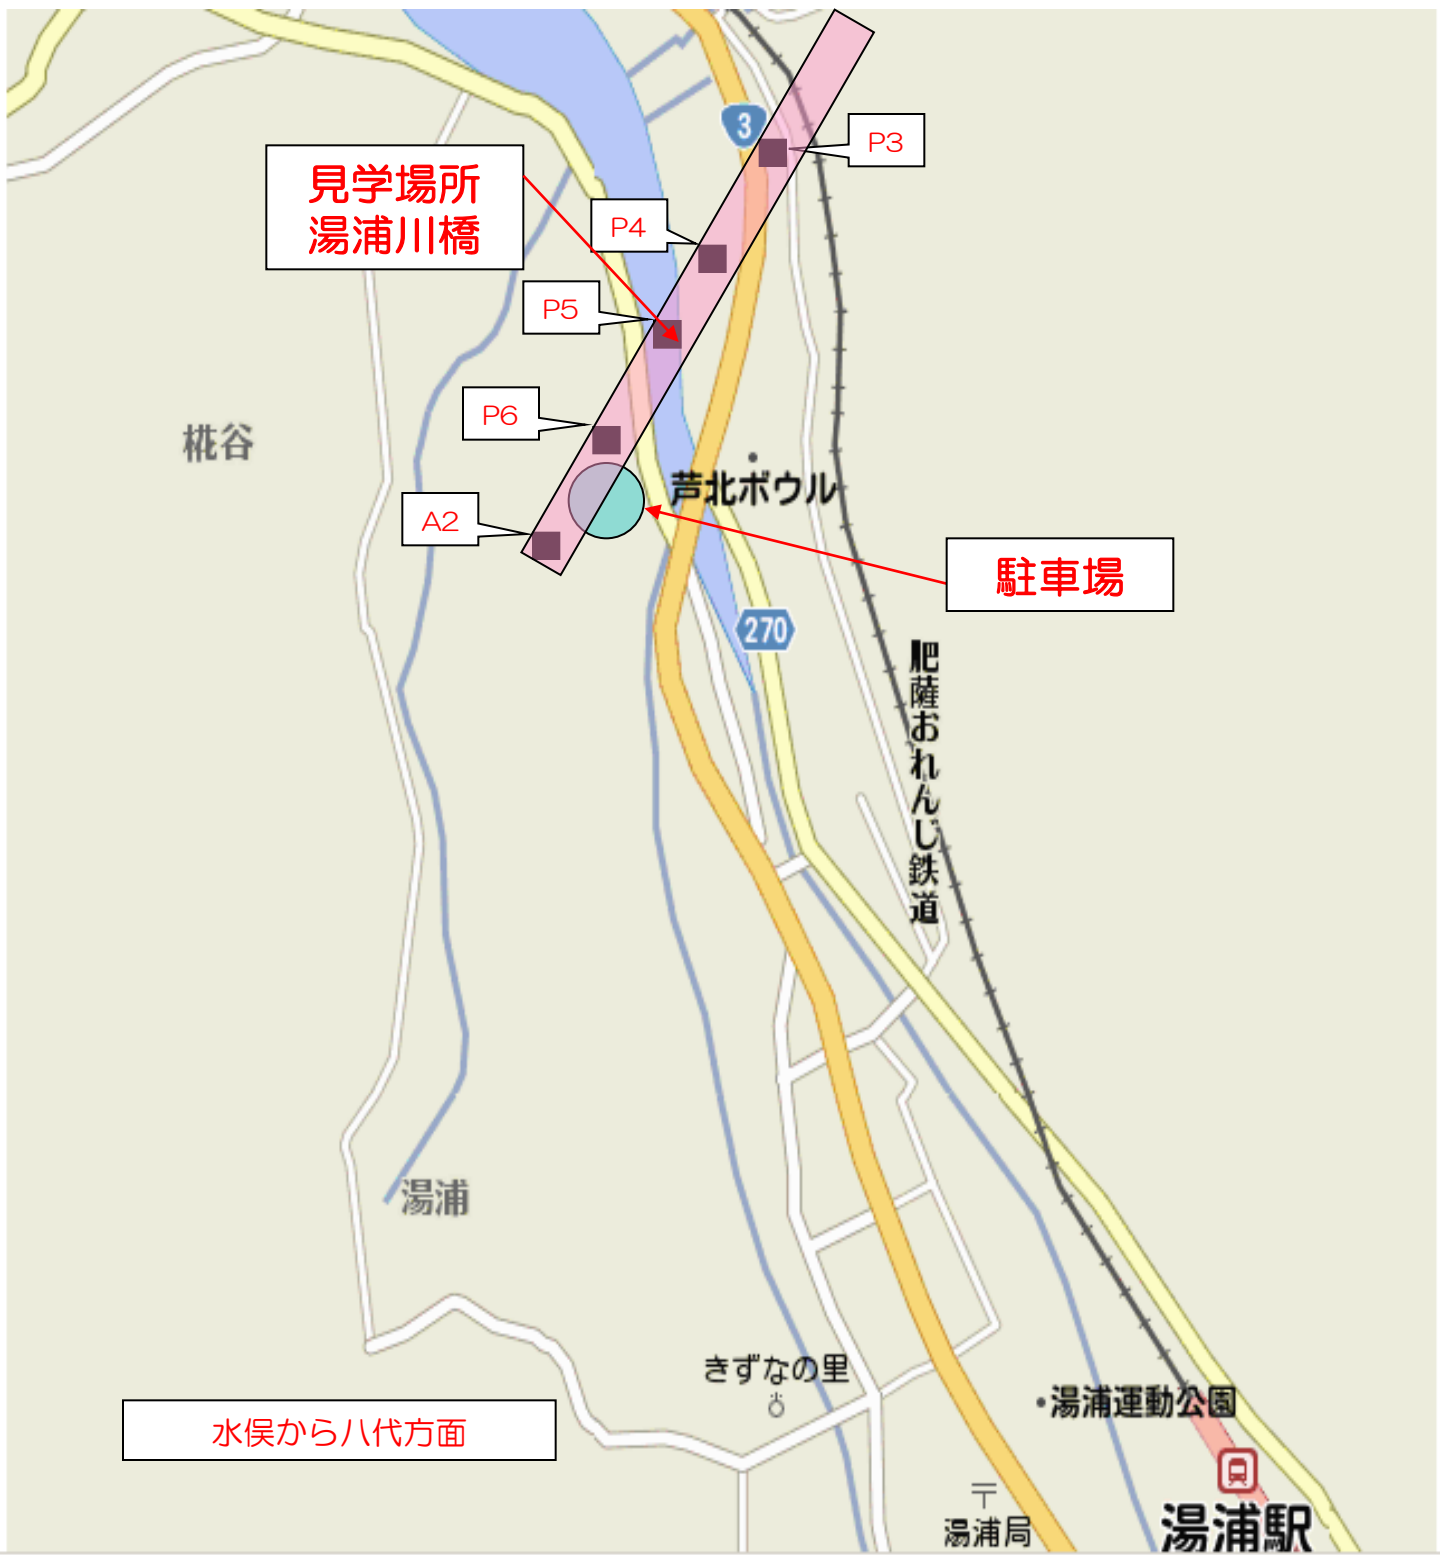 3
P3
見学場所
湯浦川橋
P4
P5
P6
桃谷
芦北ボウル
A2
駐車場
270
肥薩おれんじ鉄道
湯浦
きずなの里
湯浦運動公園
水俣から八代方面
〒
湯浦局
湯浦駅